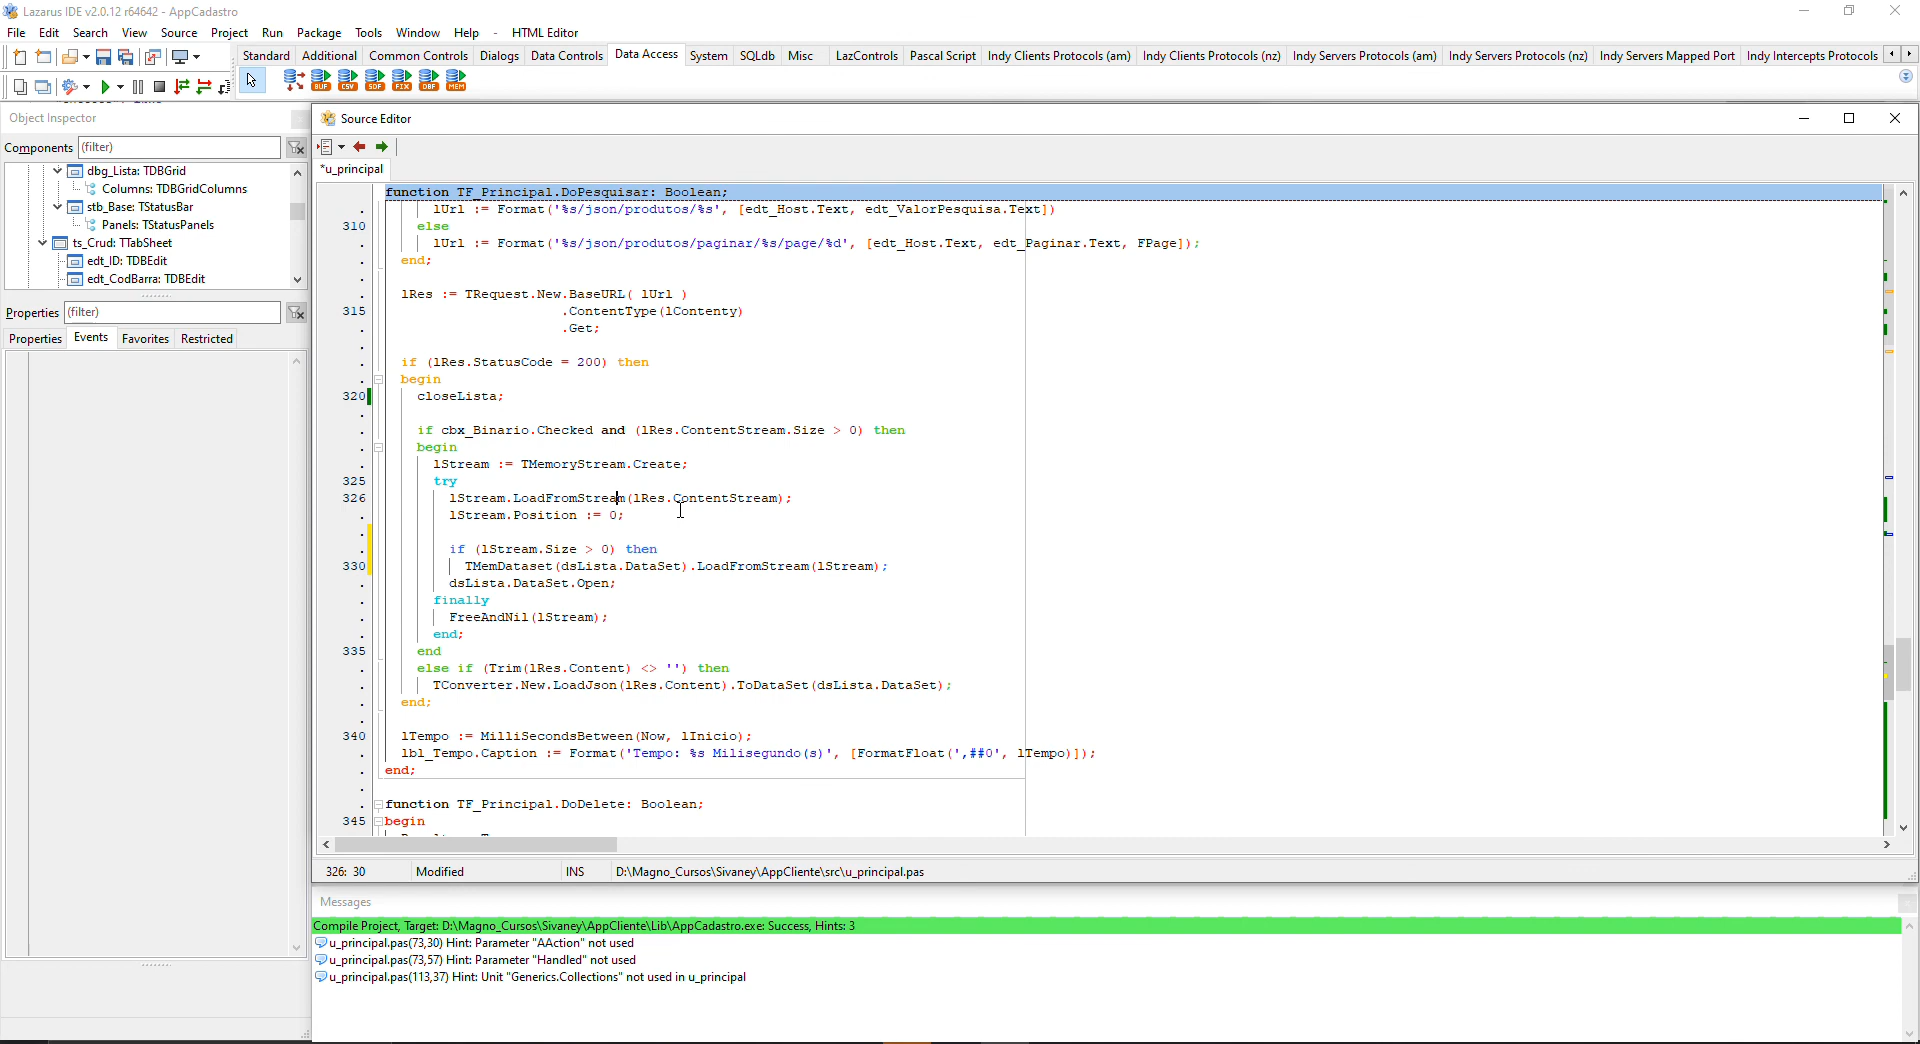 Lazarus IDE v2.0.12 r64642 - AppCadastro
File Edit Search View Source Project Run Package Tools Window Help - HTML Editor
Standard Additional Common Controls Dialogs Data Controls Data Access System SQLdb Misc LazControls Pascal Script Indy Clients Protocols (am) Indy Clients Protocols (nz) Indy Servers Protocols (am) Indy Servers Protocols (nz) Indy Servers Mapped Port Indy Intercepts Protocols
BUF CSV SDF FIX DBF MEM
Object Inspector
Components (filter)
dbg_Lista: TDBGrid
Columns: TDBGridColumns
stb_Base: TStatusBar
Panels: TStatusPanels
ts_Crud: TTabSheet
edt_ID: TDBEdit
edt_CodBarra: TDBEdit
Properties (filter)
Properties Events Favorites Restricted
Source Editor
*u_principal
function TF_Principal.DoPesquisar: Boolean;
lUrl := Format('%s/json/produtos/%s', [edt_Host.Text, edt_ValorPesquisa.Text])
310 else
lUrl := Format('%s/json/produtos/paginar/%s/page/%d', [edt_Host.Text, edt_Paginar.Text, FPage]);
end;
lRes := TRequest.New.BaseURL( lUrl )
315 .ContentType(lContenty)
.Get;
if (lRes.StatusCode = 200) then
begin
320 closeLista;
if cbx_Binario.Checked and (lRes.ContentStream.Size > 0) then
begin
lStream := TMemoryStream.Create;
325 try
326 lStream.LoadFromStream(lRes.ContentStream);
lStream.Position := 0;
if (lStream.Size > 0) then
330 TMemDataset(dsLista.DataSet).LoadFromStream(lStream);
dsLista.DataSet.Open;
finally
FreeAndNil(lStream);
end;
335 end
else if (Trim(lRes.Content) <> '') then
TConverter.New.LoadJson(lRes.Content).ToDataSet(dsLista.DataSet);
end;
340 lTempo := MilliSecondsBetween(Now, lInicio);
lbl_Tempo.Caption := Format('Tempo: %s Milisegundo(s)', [FormatFloat(',##0', lTempo)]);
end;
function TF_Principal.DoDelete: Boolean;
345 begin
326: 30 Modified INS D:\Magno_Cursos\Sivaney\AppCliente\src\u_principal.pas
Messages
Compile Project, Target: D:\Magno_Cursos\Sivaney\AppCliente\Lib\AppCadastro.exe: Success, Hints: 3
u_principal.pas(73,30) Hint: Parameter "AAction" not used
u_principal.pas(73,57) Hint: Parameter "Handled" not used
u_principal.pas(113,37) Hint: Unit "Generics.Collections" not used in u_principal